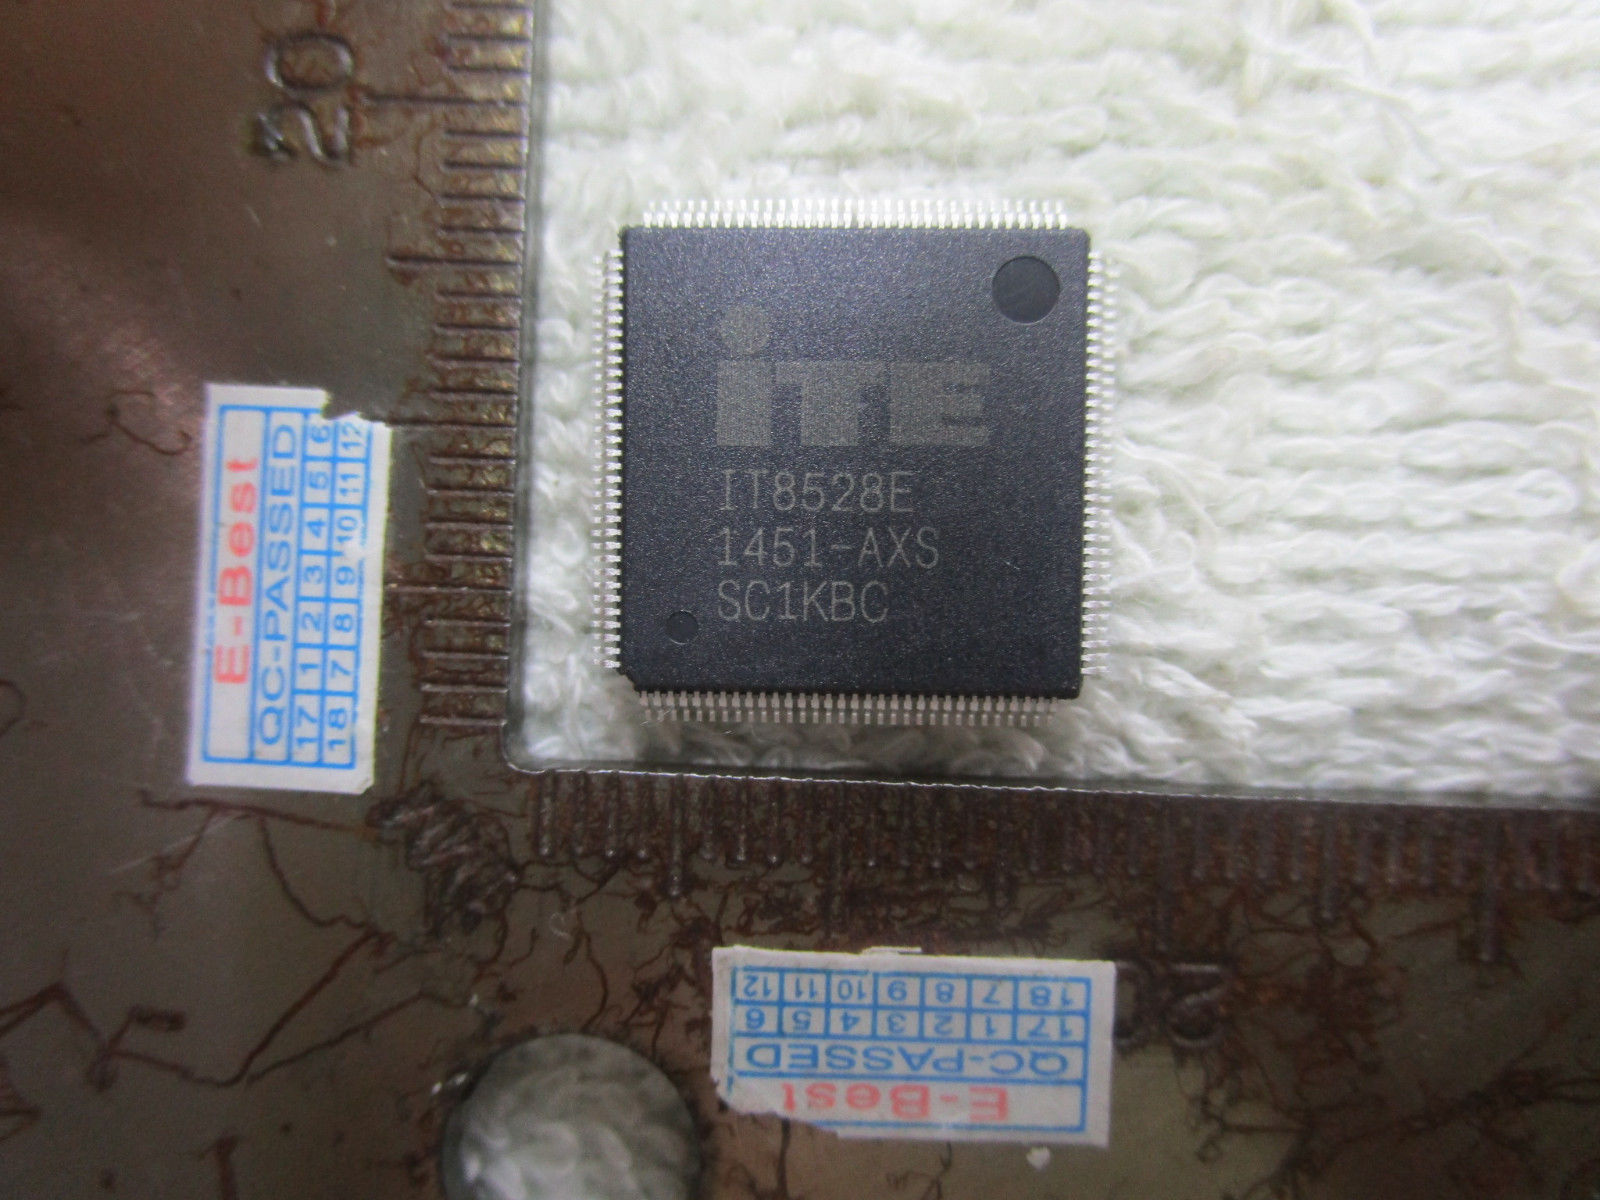 20
iTE
IT8528E
1451-AXS
SC1KBC
E-Best
QC-PASSED
17 1 2 3 4 5 6
18 7 8 9 10 11 12
E-Best
QC-PASSED
17 1 2 3 4 5 6
18 7 8 9 10 11 12